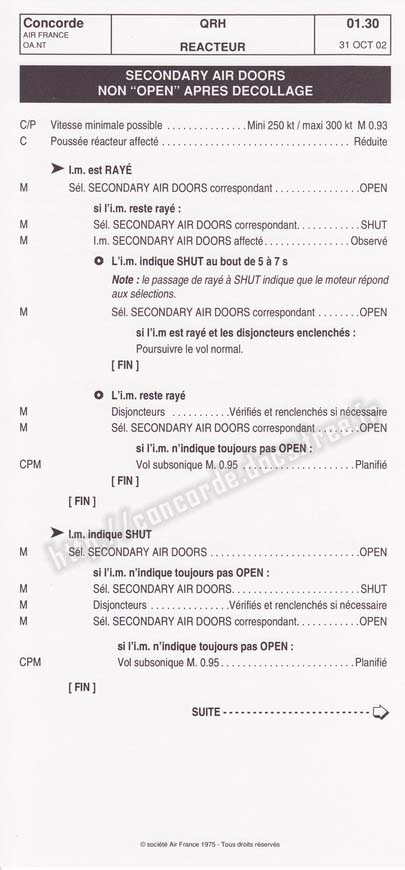 Concorde QRH 01.30
AIR FRANCE
OA.NT REACTEUR 31 OCT 02
SECONDARY AIR DOORS
NON “OPEN” APRES DECOLLAGE
C/P Vitesse minimale possible . . . . . . . . . . . . . . . Mini 250 kt / maxi 300 kt M 0.93
C Poussée réacteur affecté . . . . . . . . . . . . . . . Réduite
➤ I.m. est RAYÉ
M Sél. SECONDARY AIR DOORS correspondant . . . . . . . . . . . . . . . OPEN
si l’i.m. reste rayé :
M Sél. SECONDARY AIR DOORS correspondant. . . . . . . . . . . SHUT
M I.m. SECONDARY AIR DOORS affecté. . . . . . . . . . . . . . . Observé
L’i.m. indique SHUT au bout de 5 à 7 s
Note : le passage de rayé à SHUT indique que le moteur répond
aux sélections.
M Sél. SECONDARY AIR DOORS correspondant . . . . . . . . OPEN
si l’i.m est rayé et les disjoncteurs enclenchés :
Poursuivre le vol normal.
[ FIN ]
L’i.m. reste rayé
M Disjoncteurs . . . . . . . . . . Vérifiés et renclenchés si nécessaire
M Sél. SECONDARY AIR DOORS correspondant . . . . . . . . OPEN
si l’i.m. n’indique toujours pas OPEN :
CPM Vol subsonique M. 0.95 . . . . . . . . . . . . . . . Planifié
[ FIN ]
[ FIN ]
➤ I.m. indique SHUT
M Sél. SECONDARY AIR DOORS . . . . . . . . . . . . . . . OPEN
si l’i.m. n’indique toujours pas OPEN :
M Sél. SECONDARY AIR DOORS. . . . . . . . . . . . . . . SHUT
M Disjoncteurs . . . . . . . . . . . . . . . Vérifiés et renclenchés si nécessaire
M Sél. SECONDARY AIR DOORS correspondant. . . . . . . . . . . OPEN
si l’i.m. n’indique toujours pas OPEN :
CPM Vol subsonique M. 0.95. . . . . . . . . . . . . . . Planifié
[ FIN ]
SUITE
© société Air France 1975 - Tous droits réservés
http://concorde.docstrea.fr